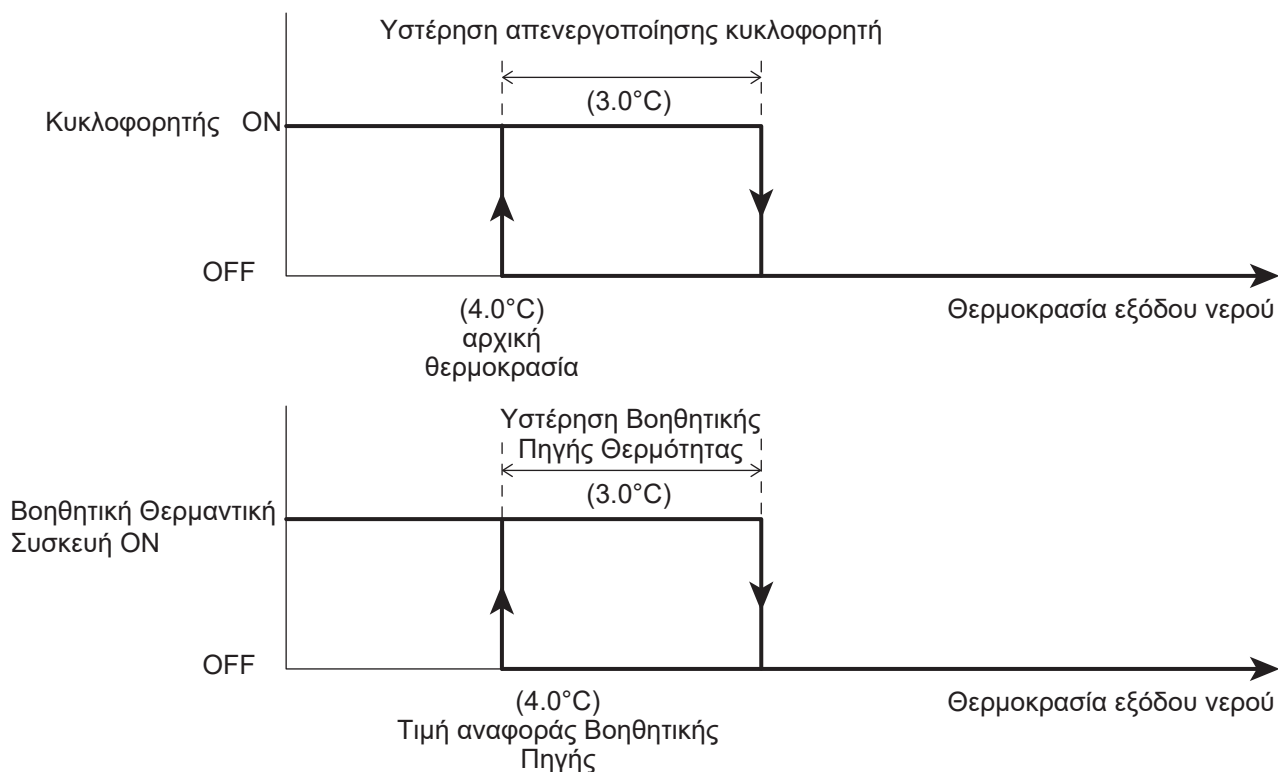 Υστέρηση απενεργοποίησης κυκλοφορητή
(3.0°C)
Κυκλοφορητής ON
OFF
(4.0°C)
αρχική
θερμοκρασία
Θερμοκρασία εξόδου νερού
Υστέρηση Βοηθητικής
Πηγής Θερμότητας
(3.0°C)
Βοηθητική Θερμαντική
Συσκευή ON
OFF
(4.0°C)
Τιμή αναφοράς Βοηθητικής
Πηγής
Θερμοκρασία εξόδου νερού